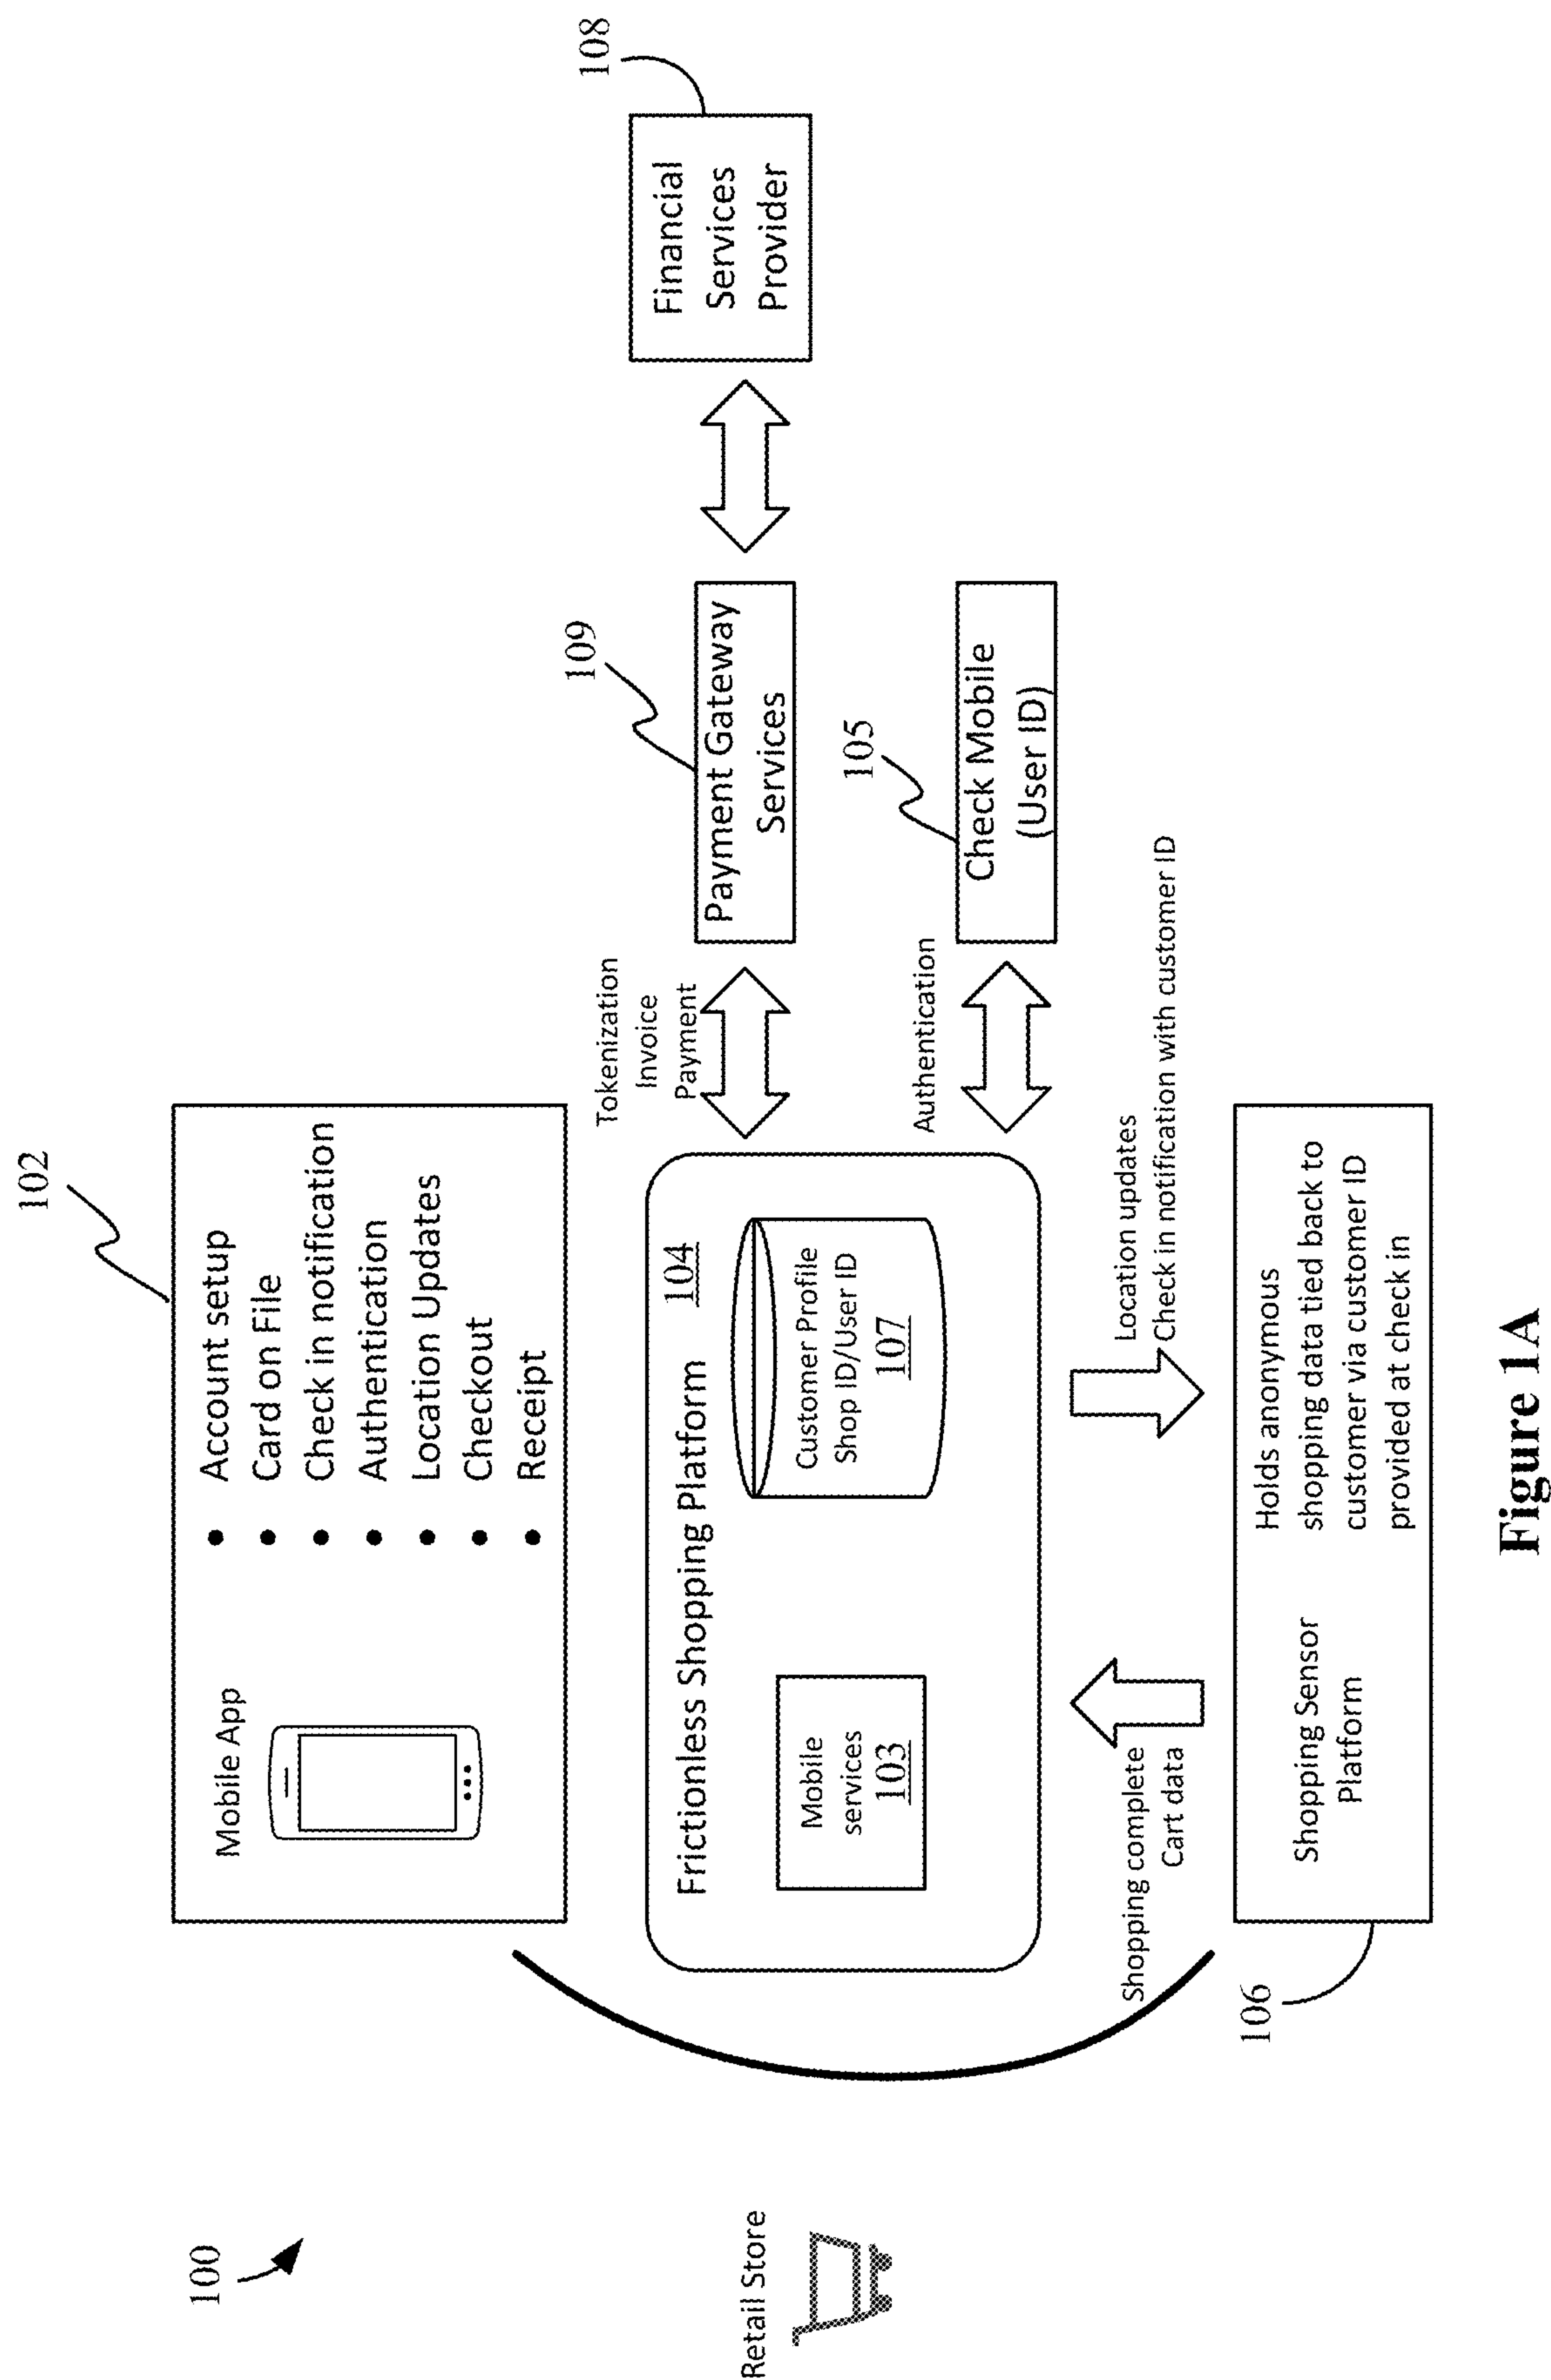 100
102
Mobile App
• Account setup
• Card on File
• Check in notification
• Authentication
• Location Updates
• Checkout
• Receipt
Retail Store
Frictionless Shopping Platform
104
Mobile
services
103
Customer Profile
Shop ID/User ID
107
Tokenization
Invoice
Payment
109
Payment Gateway
Services
108
Financial
Services
Provider
Authentication
105
Check Mobile
(User ID)
Shopping complete
Cart data
Location updates
Check in notification with customer ID
106
Shopping Sensor
Platform
Holds anonymous
shopping data tied back to
customer via customer ID
provided at check in
Figure 1A